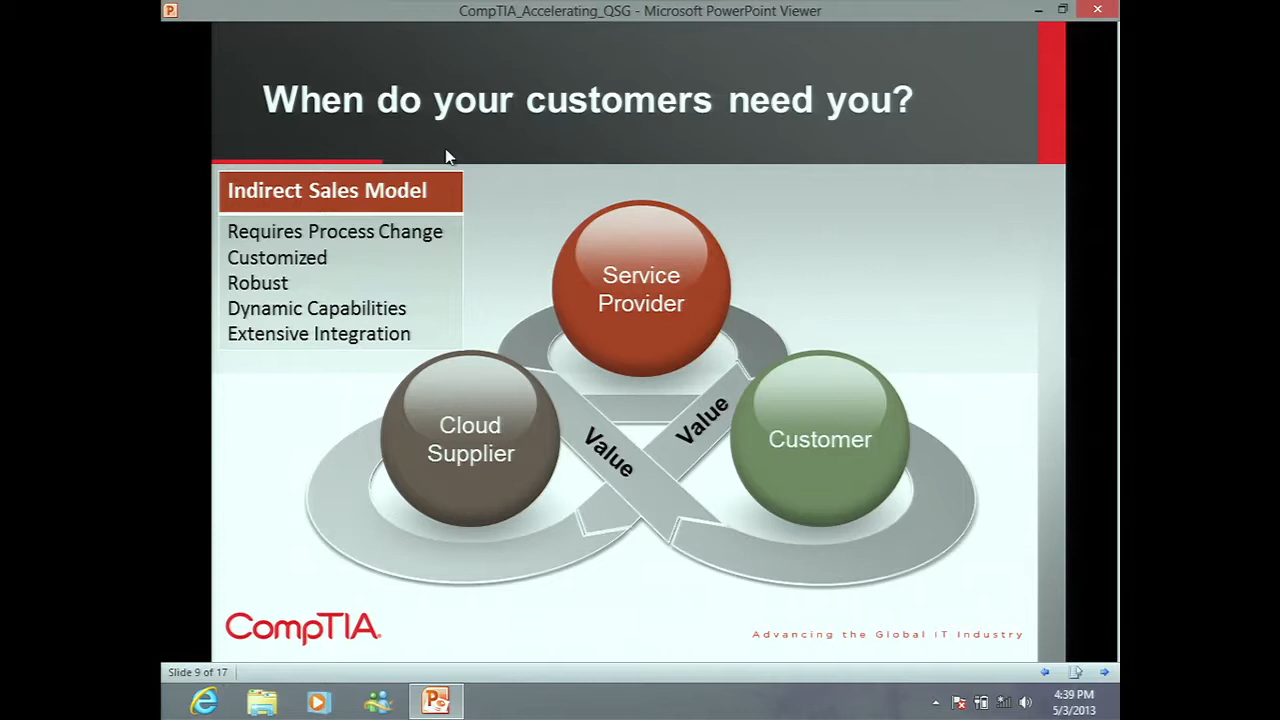 CompTIA_Accelerating_QSG - Microsoft PowerPoint Viewer
When do your customers need you?
Indirect Sales Model
Requires Process Change
Customized
Robust
Dynamic Capabilities
Extensive Integration
Service
Provider
Cloud
Supplier
Customer
Value
Value
CompTIA
Advancing the Global IT Industry
Slide 9 of 17
4:39 PM
5/3/2013